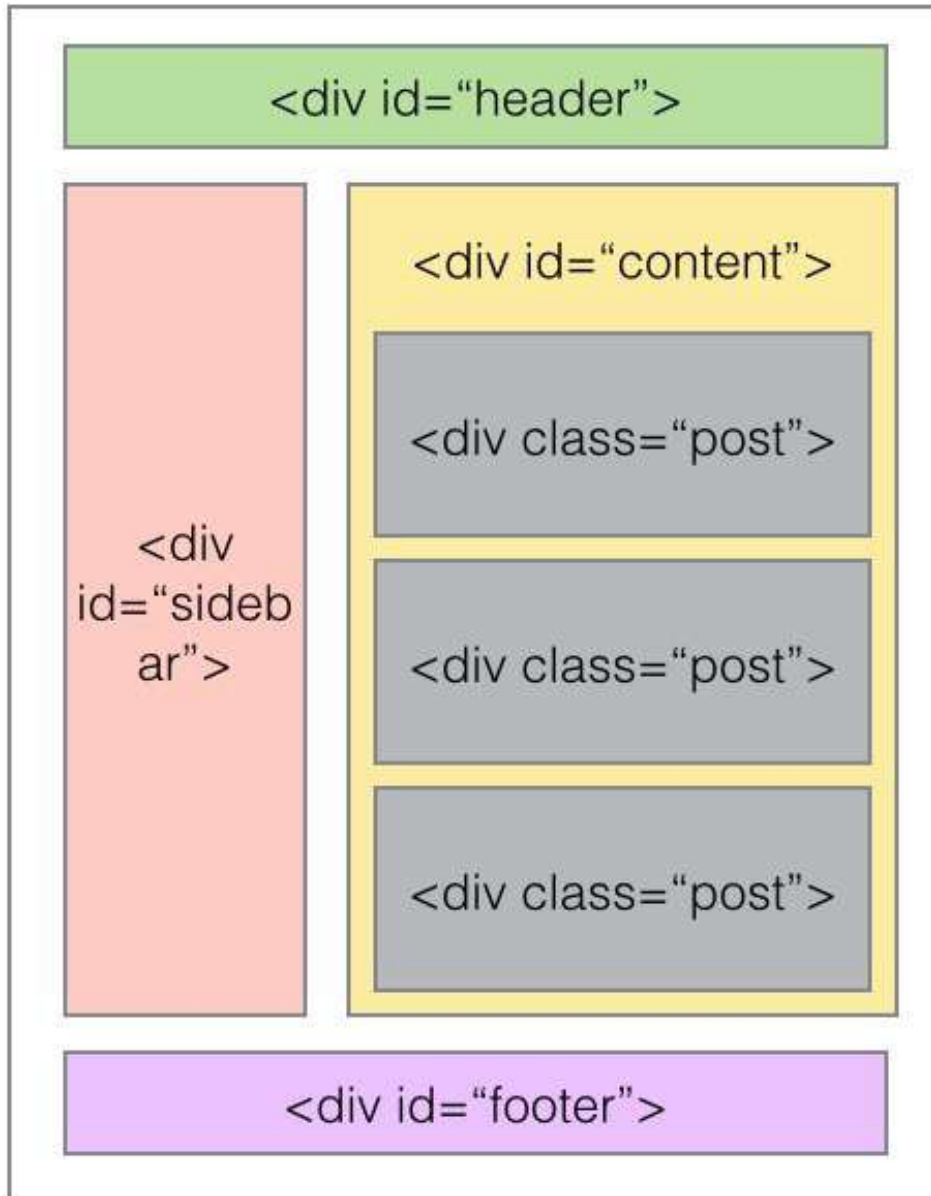 <div id=“header”>
<div
id=“sideb
ar”>
<div id=“content”>
<div class=“post”>
<div class=“post”>
<div class=“post”>
<div id=“footer”>